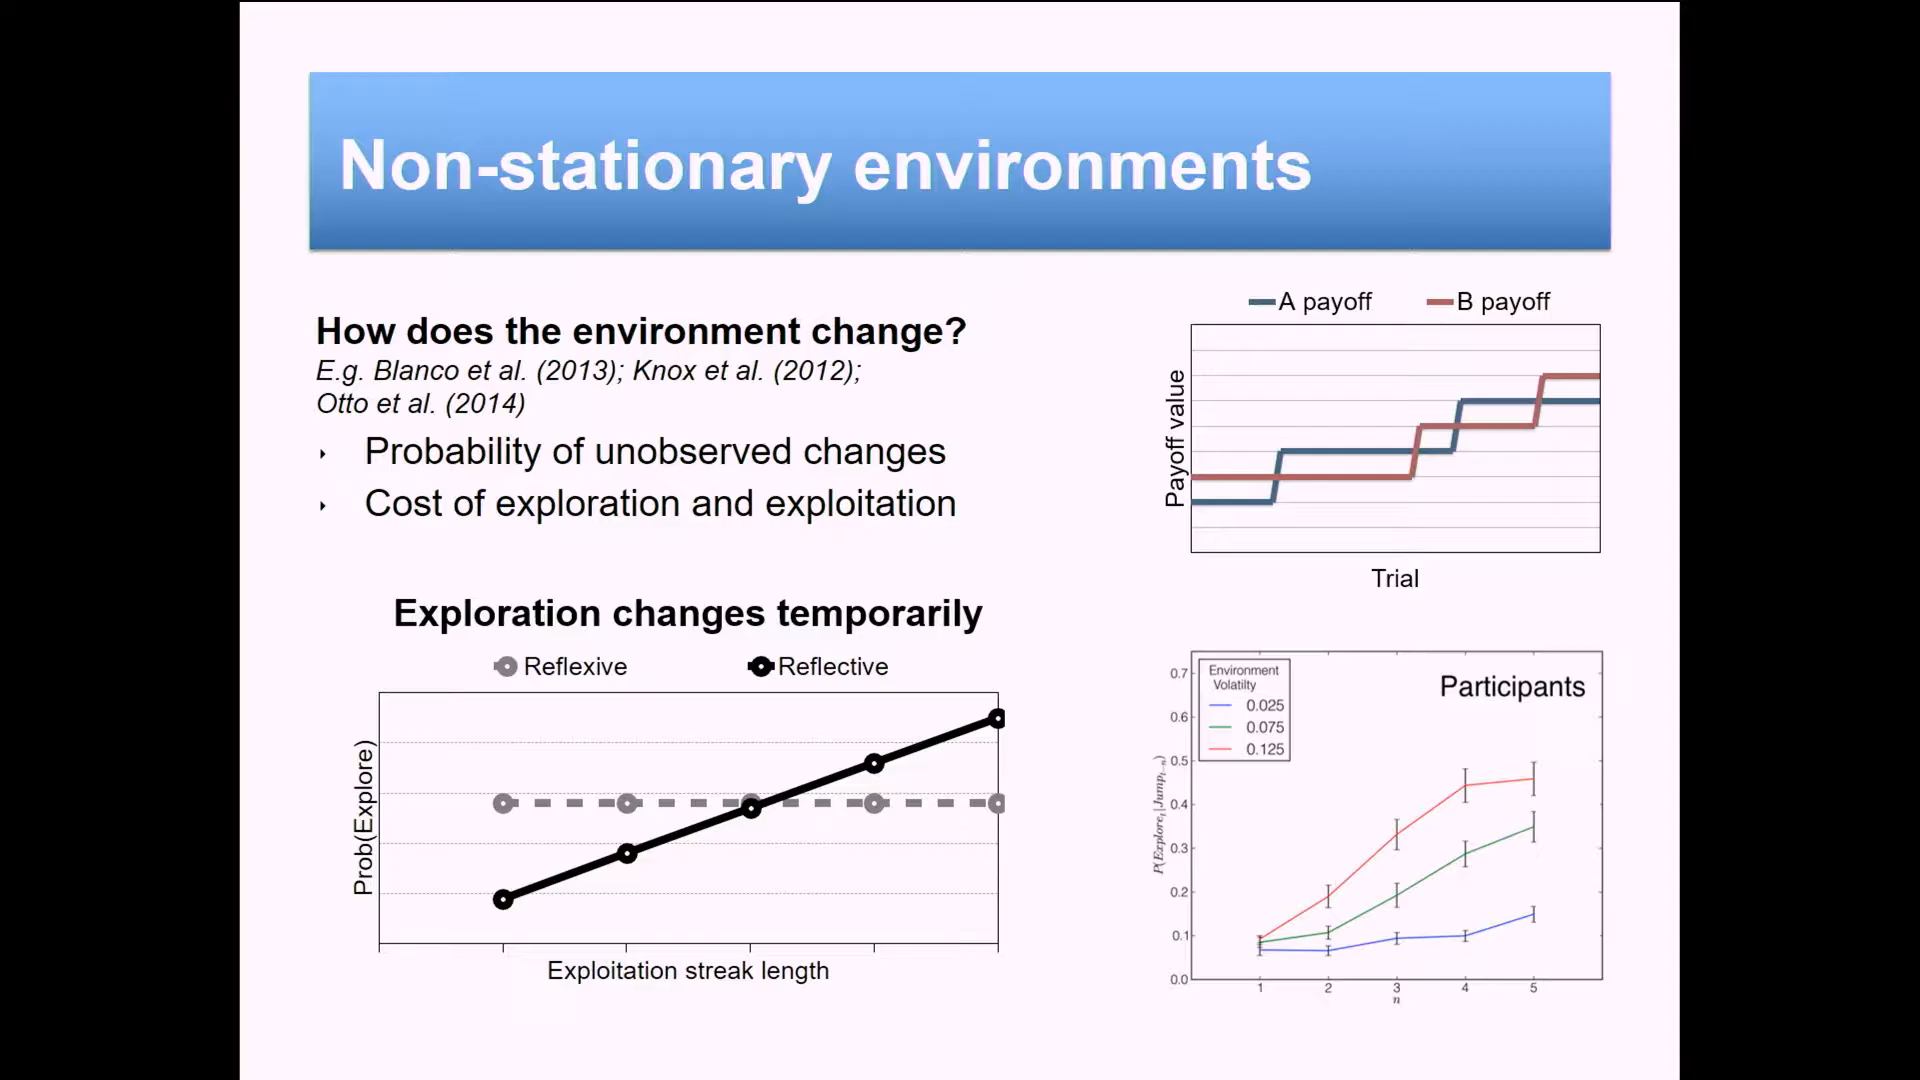 Non-stationary environments
How does the environment change?
E.g. Blanco et al. (2013); Knox et al. (2012);
Otto et al. (2014)
‣ Probability of unobserved changes
‣ Cost of exploration and exploitation
A payoff B payoff
Payoff value
Trial
Exploration changes temporarily
Reflexive Reflective
Prob(Explore)
Exploitation streak length
Environment
Volatilty
0.025
0.075
0.125
Participants
P(Explore_t|Jump_{t-n})
0.7
0.6
0.5
0.4
0.3
0.2
0.1
0.0
1 2 3 4 5
n